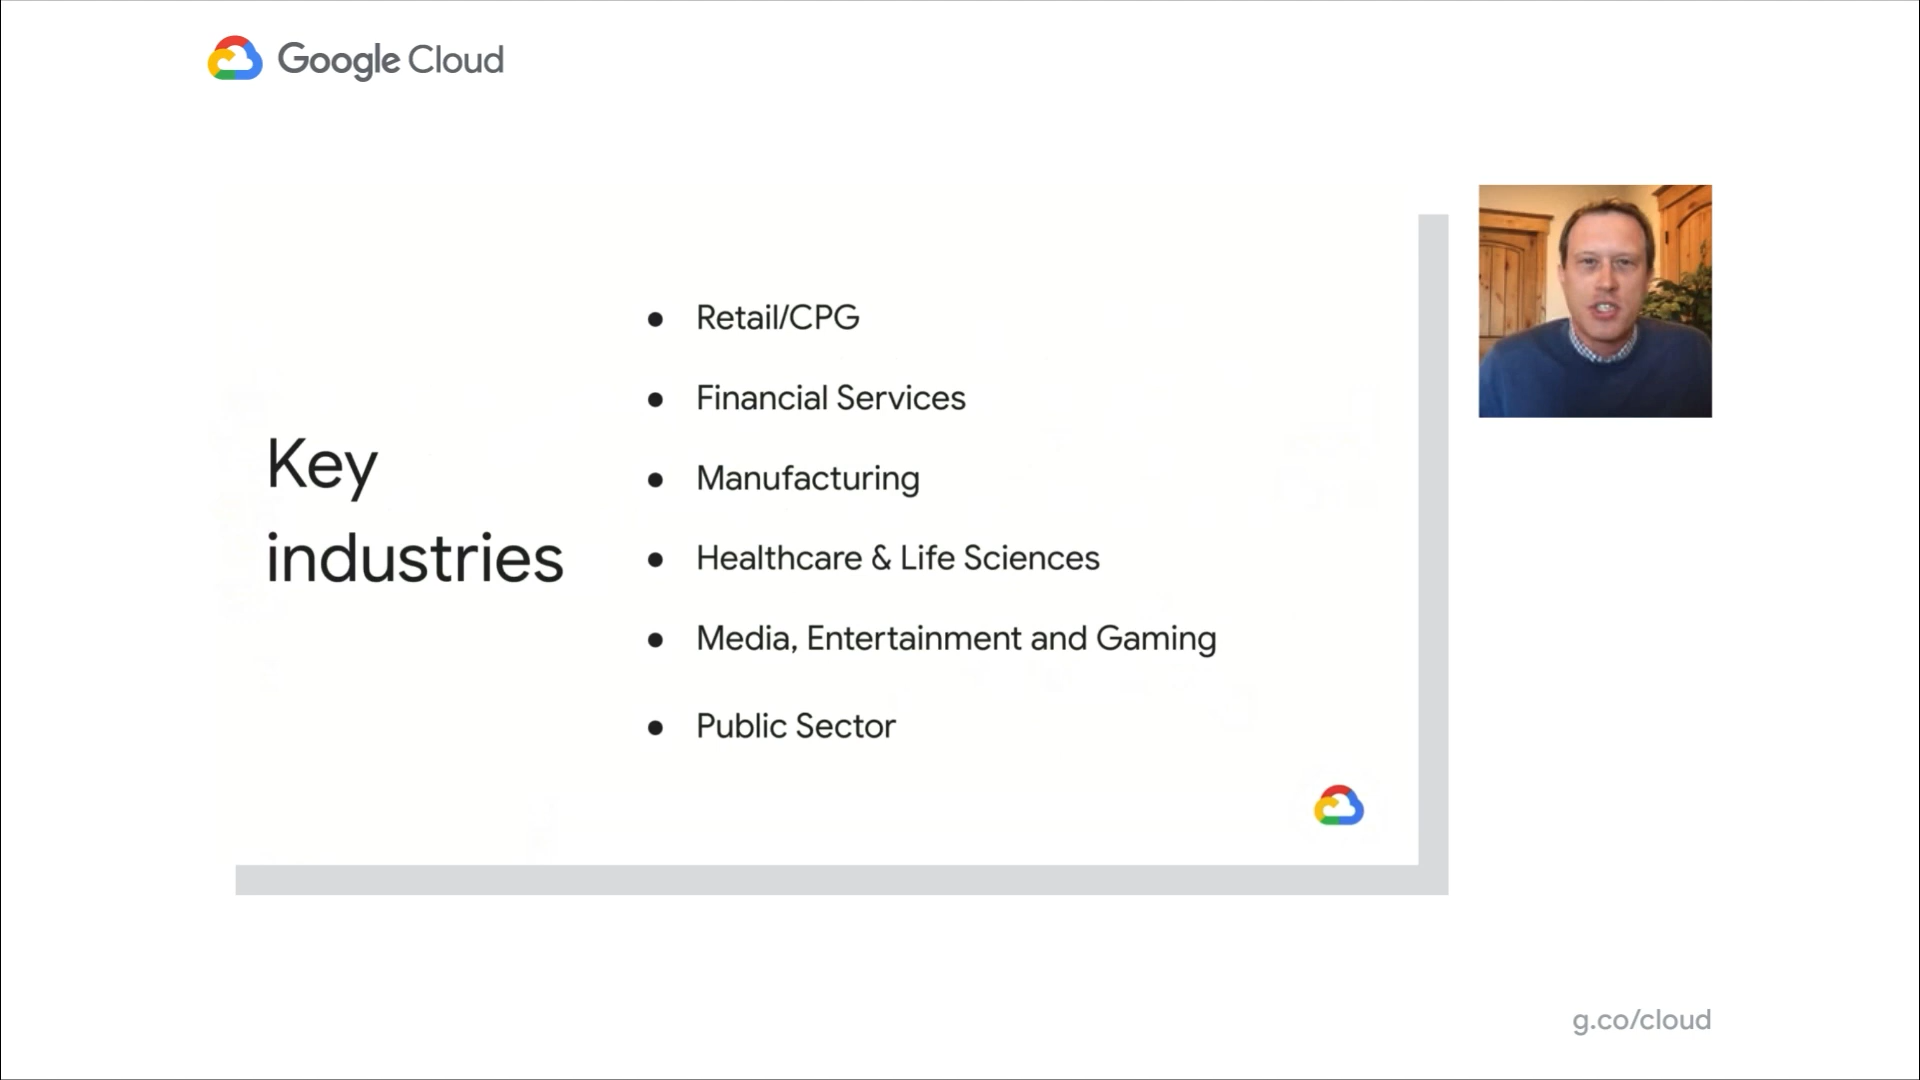 Google Cloud
Key
industries
● Retail/CPG
● Financial Services
● Manufacturing
● Healthcare & Life Sciences
● Media, Entertainment and Gaming
● Public Sector
g.co/cloud